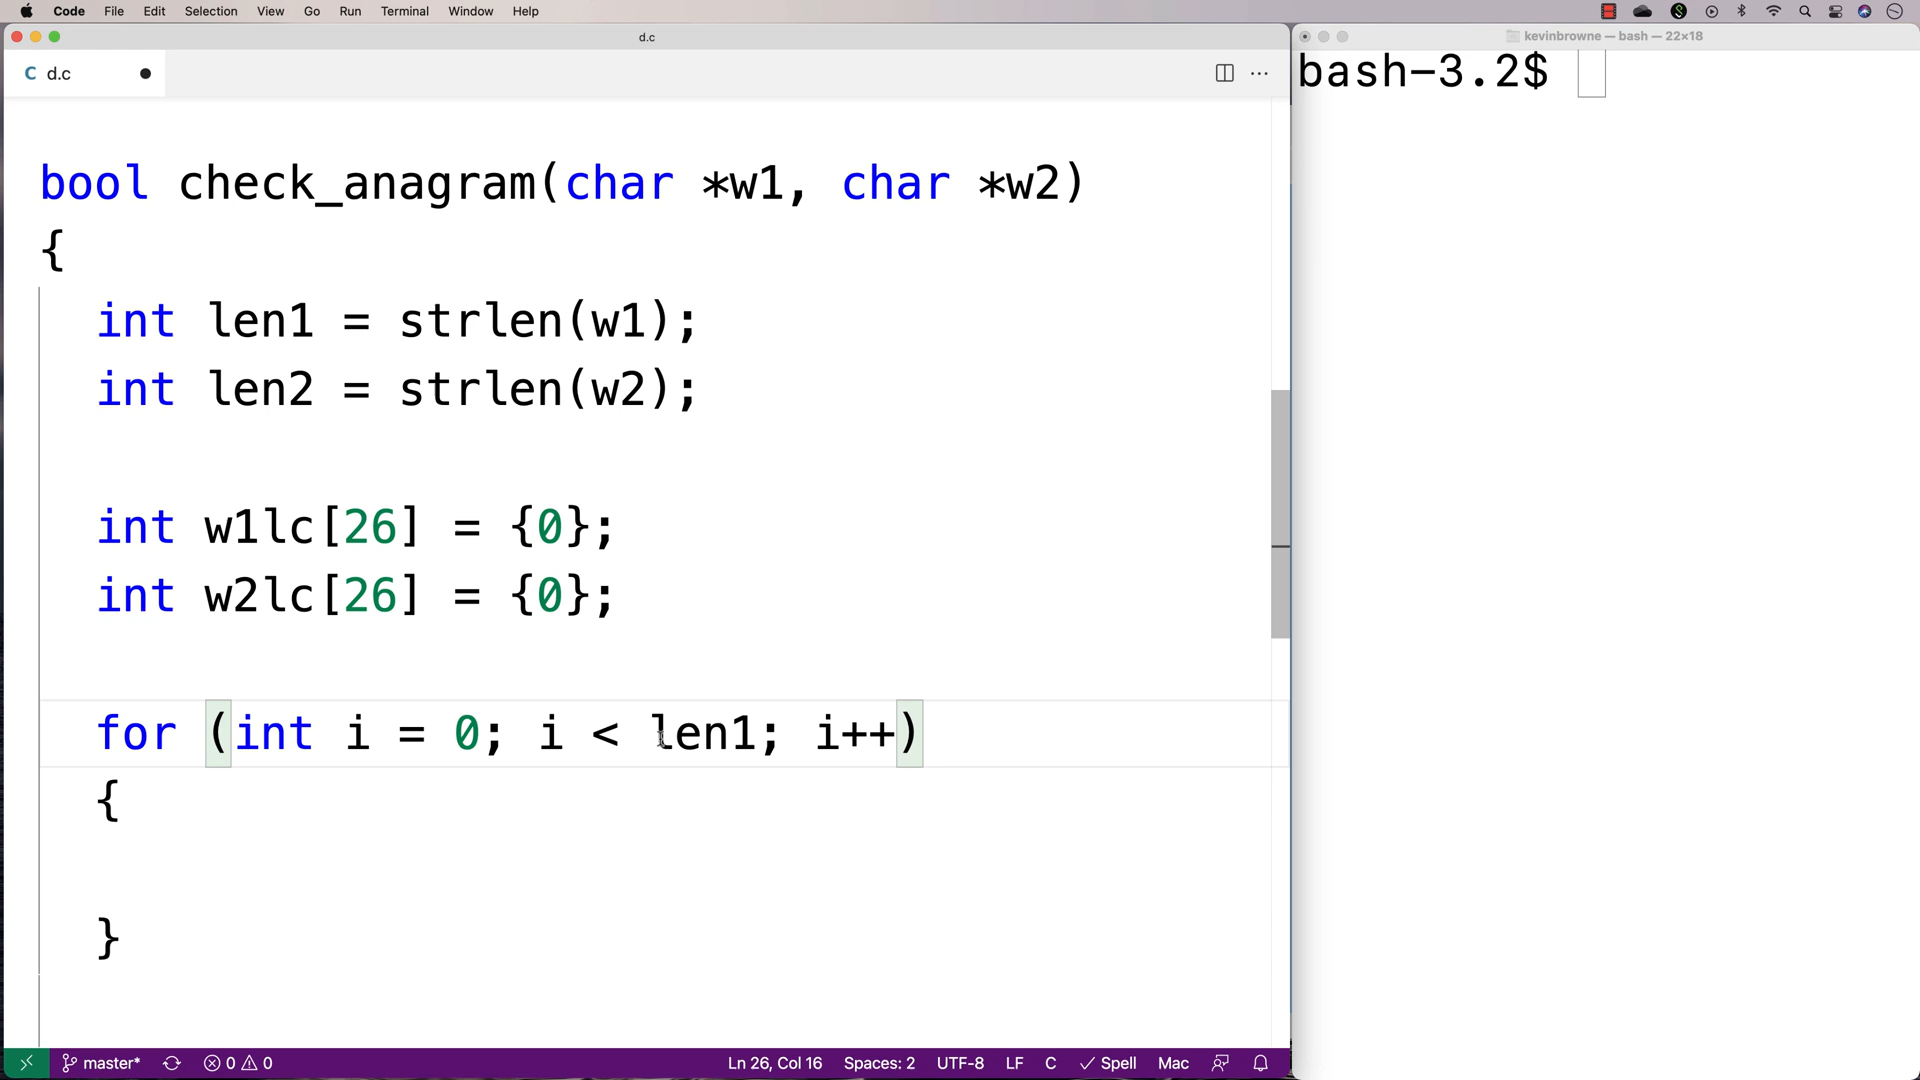 Code File Edit Selection View Go Run Terminal Window Help
d.c
kevinbrowne — bash — 22×18
C d.c
bash-3.2$
bool check_anagram(char *w1, char *w2)
{
int len1 = strlen(w1);
int len2 = strlen(w2);
int w1lc[26] = {0};
int w2lc[26] = {0};
for (int i = 0; i < len1; i++)
{
}
master* 0 0 Ln 26, Col 16 Spaces: 2 UTF-8 LF C Spell Mac